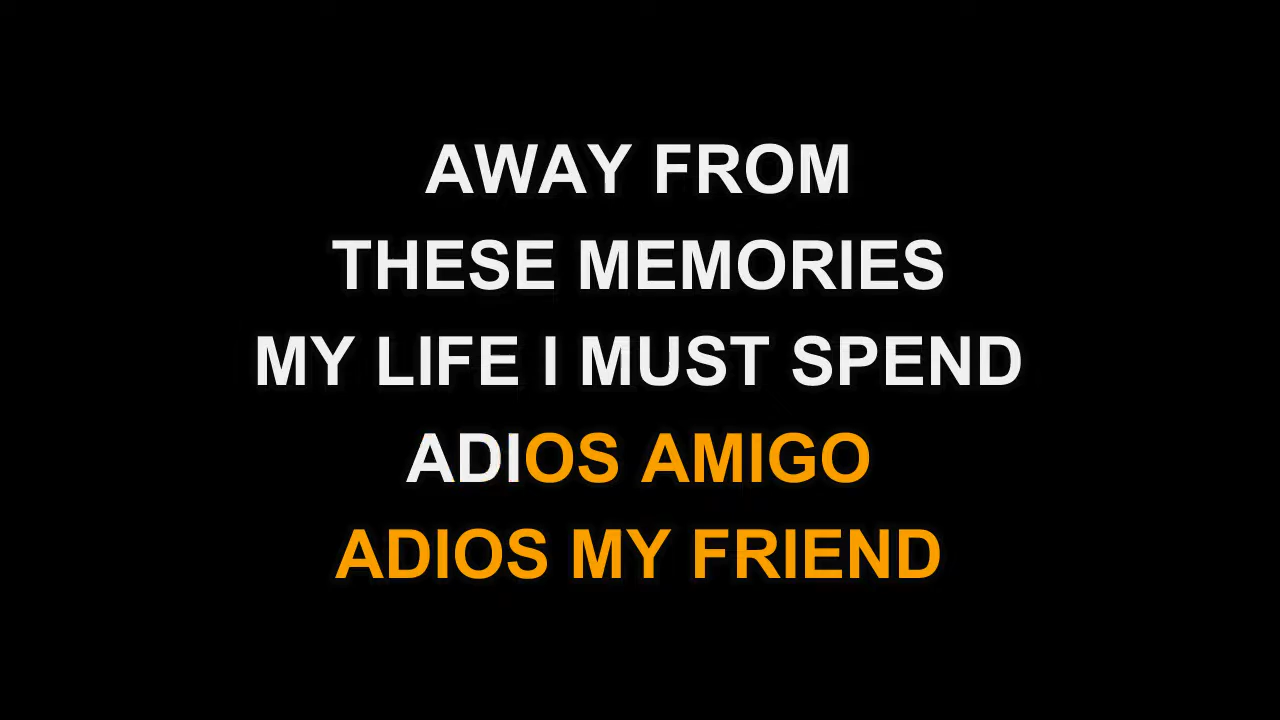 AWAY FROM
THESE MEMORIES
MY LIFE I MUST SPEND
ADIOS AMIGO
ADIOS MY FRIEND